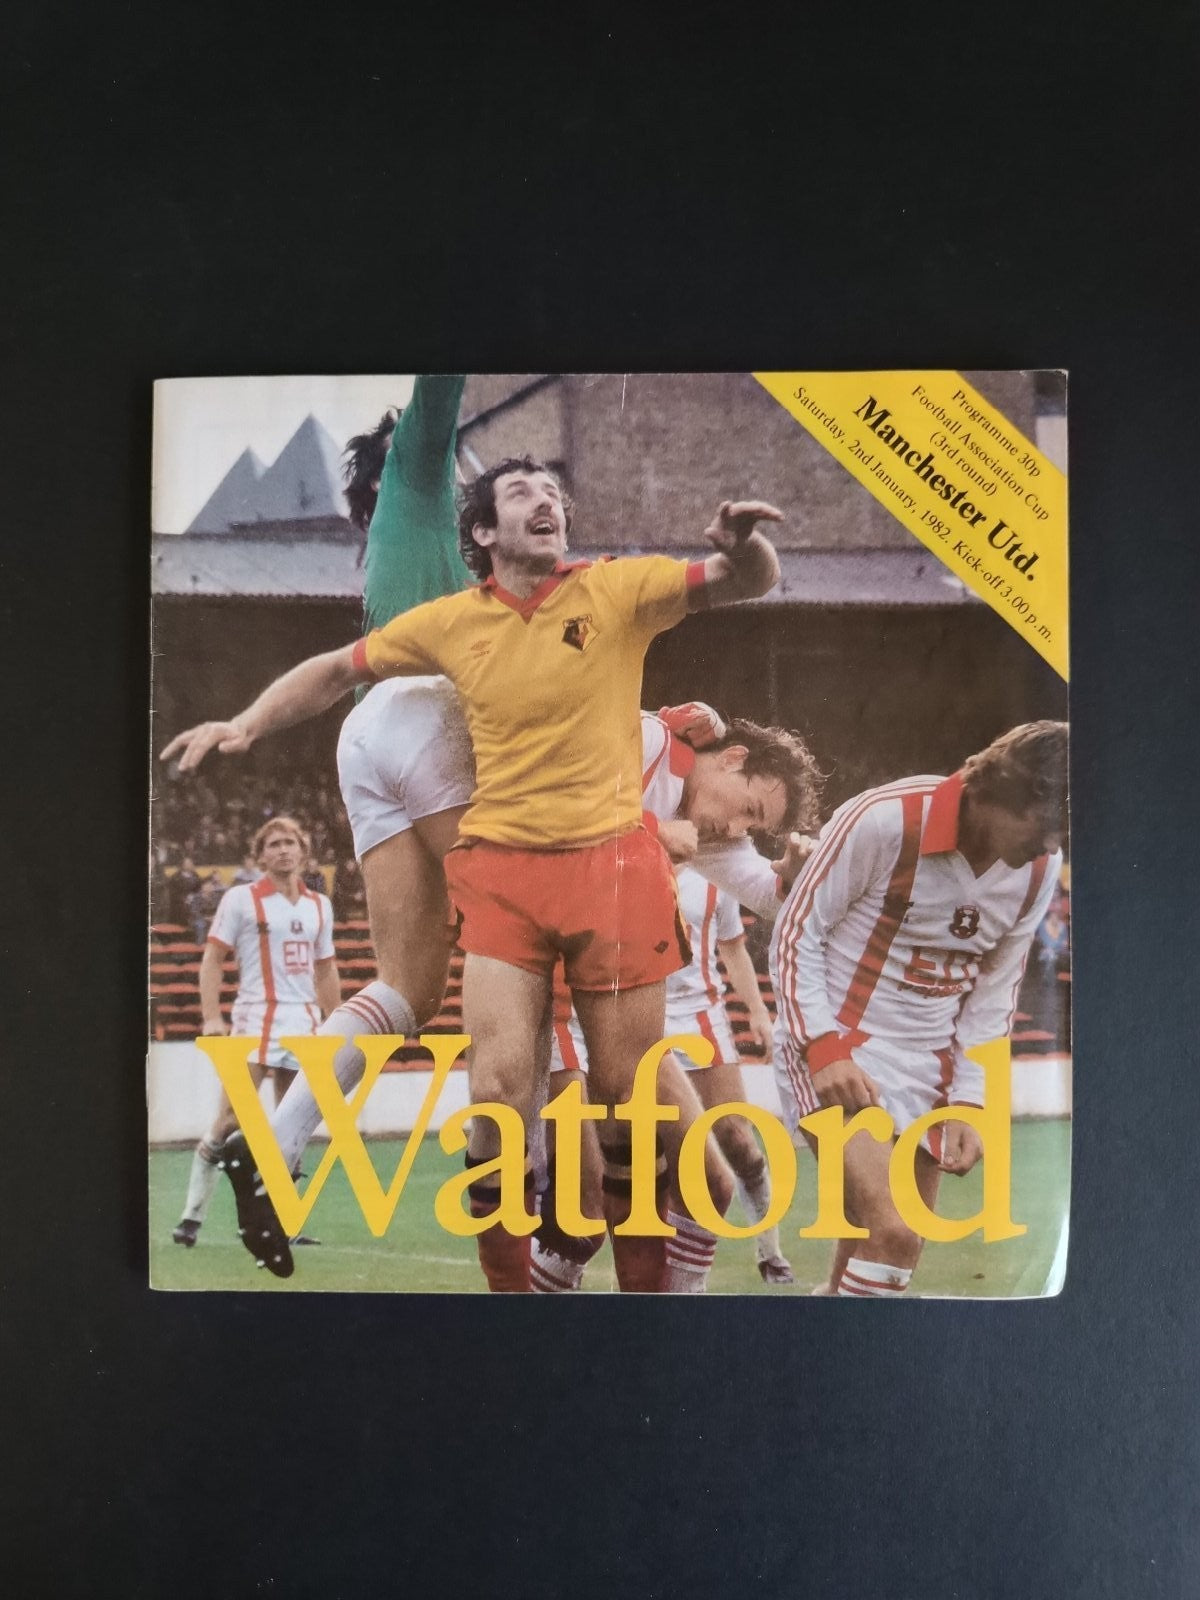 Programme 30p
Football Association Cup
(3rd round)
Manchester Utd.
Saturday, 2nd January, 1982. Kick-off 3.00 p.m.
Watford